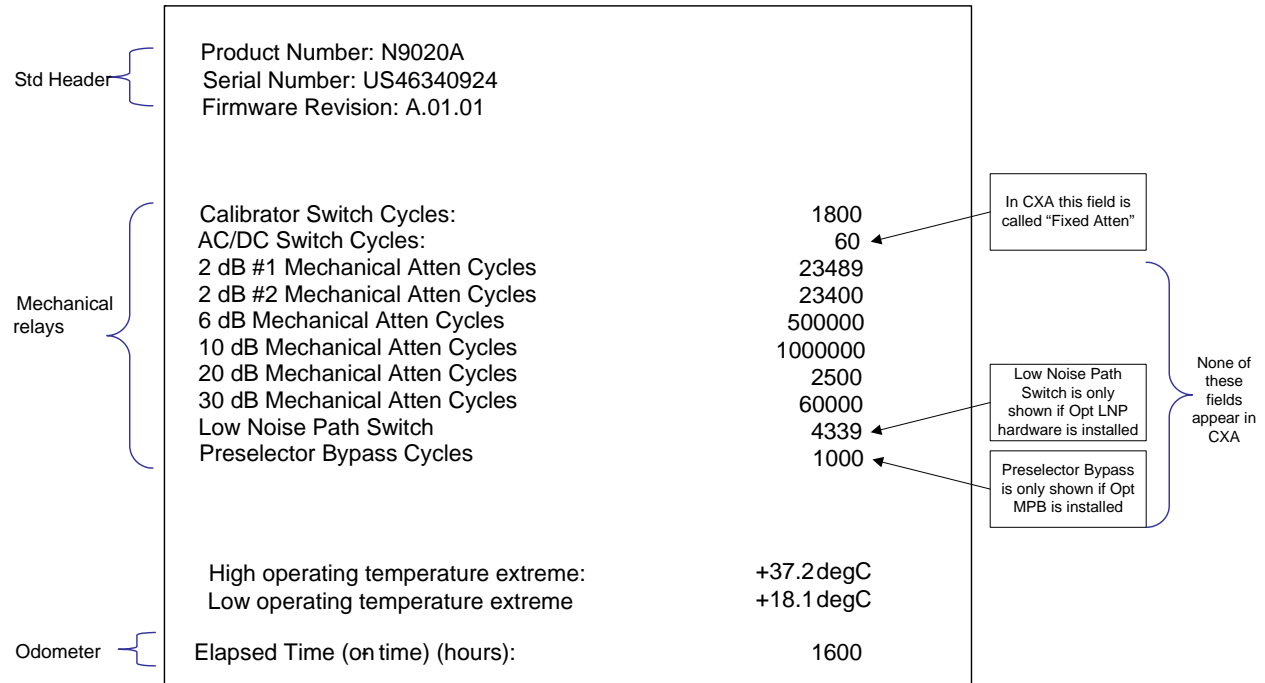 Std Header
Product Number: N9020A
Serial Number: US46340924
Firmware Revision: A.01.01
Mechanical
relays
Calibrator Switch Cycles: 1800
AC/DC Switch Cycles: 60
2 dB #1 Mechanical Atten Cycles 23489
2 dB #2 Mechanical Atten Cycles 23400
6 dB Mechanical Atten Cycles 500000
10 dB Mechanical Atten Cycles 1000000
20 dB Mechanical Atten Cycles 2500
30 dB Mechanical Atten Cycles 60000
Low Noise Path Switch 4339
Preselector Bypass Cycles 1000
In CXA this field is
called “Fixed Atten”
Low Noise Path
Switch is only
shown if Opt LNP
hardware is installed
Preselector Bypass
is only shown if Opt
MPB is installed
None of
these
fields
appear in
CXA
High operating temperature extreme: +37.2degC
Low operating temperature extreme +18.1degC
Odometer
Elapsed Time (on-time) (hours): 1600